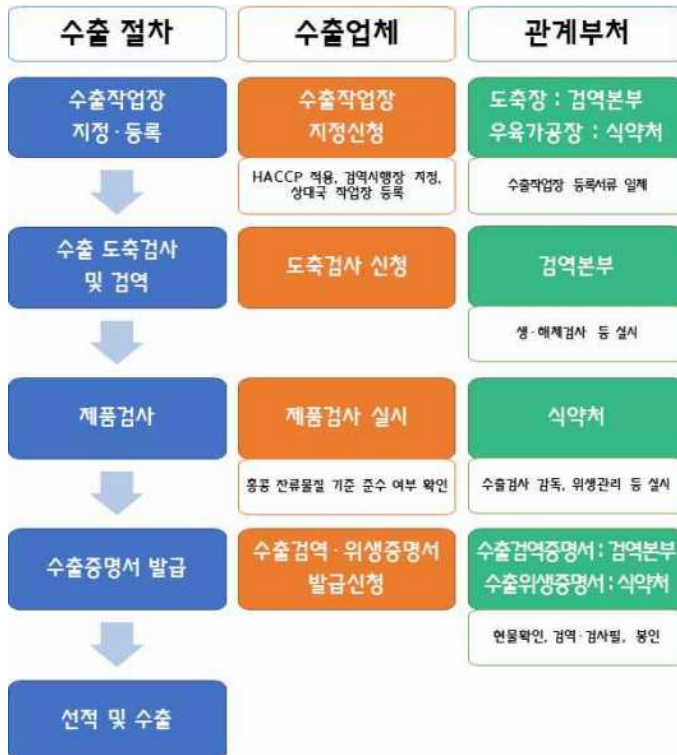 수출 절차
수출업체
관계부처
수출작업장
지정·등록
수출작업장
지정신청
도축장 : 검역본부
우육가공장 : 식약처
HACCP 적용, 검역시행장 지정,
상대국 작업장 등록
수출작업장 등록서류 일체
수출 도축검사
및 검역
도축검사 신청
검역본부
생·해체검사 등 실시
제품검사
제품검사 실시
식약처
홍콩 잔류물질 기준 준수 여부 확인
수출검사 감독, 위생관리 등 실시
수출증명서 발급
수출검역·위생증명서
발급신청
수출검역증명서 : 검역본부
수출위생증명서 : 식약처
현물확인, 검역·검사필, 봉인
선적 및 수출